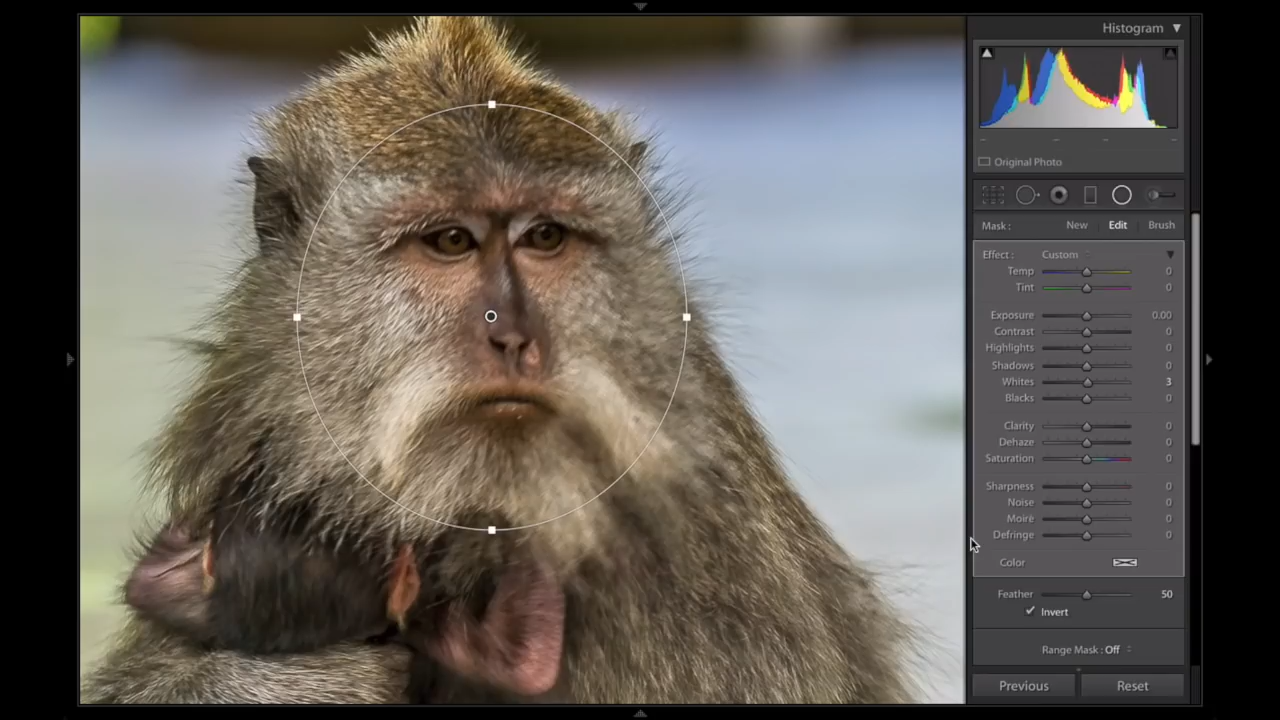 Histogram
Original Photo
Mask : New Edit Brush
Effect : Custom
Temp 0
Tint 0
Exposure 0.00
Contrast 0
Highlights 0
Shadows 0
Whites 3
Blacks 0
Clarity 0
Dehaze 0
Saturation 0
Sharpness 0
Noise 0
Moiré 0
Defringe 0
Color
Feather 50
Invert
Range Mask : Off
Previous Reset